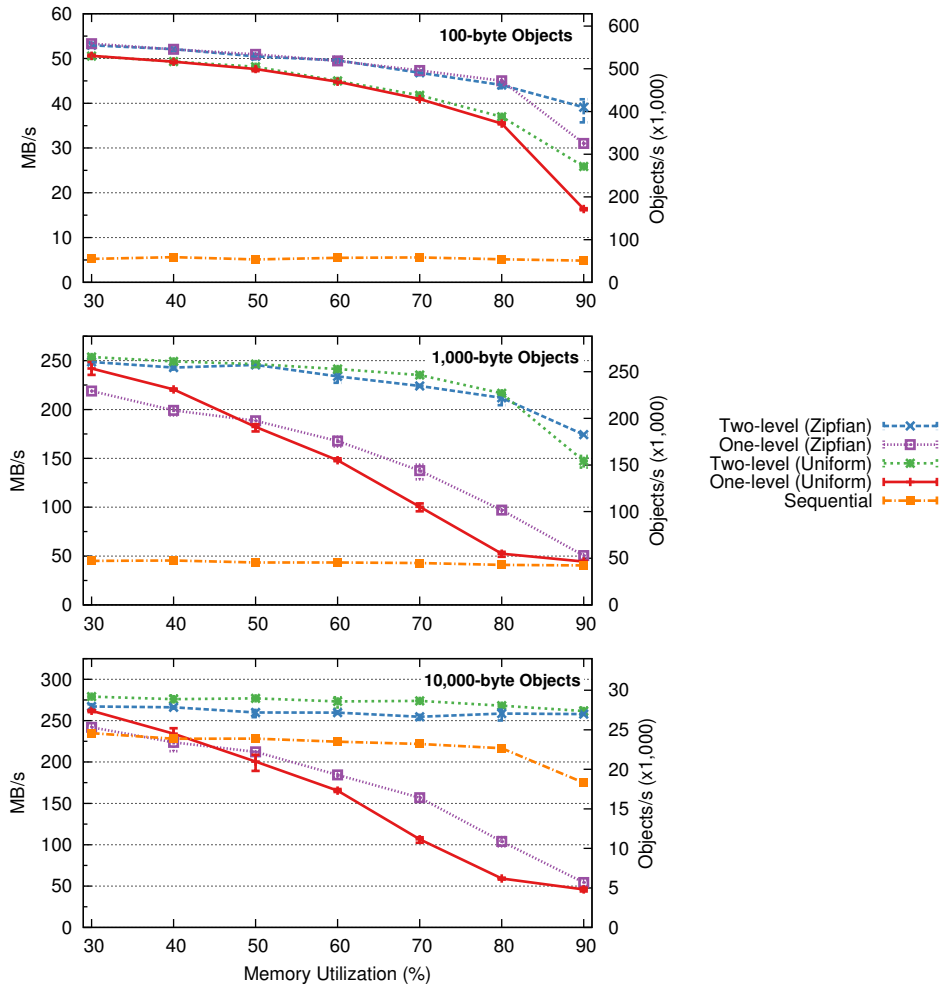 100-byte Objects
60
50
40
30
20
10
0
MB/s
600
500
400
300
200
100
0
Objects/s (x1,000)
30 40 50 60 70 80 90
1,000-byte Objects
250
200
150
100
50
0
MB/s
250
200
150
100
50
0
Objects/s (x1,000)
30 40 50 60 70 80 90
Two-level (Zipfian)
One-level (Zipfian)
Two-level (Uniform)
One-level (Uniform)
Sequential
10,000-byte Objects
300
250
200
150
100
50
0
MB/s
30
25
20
15
10
5
0
Objects/s (x1,000)
30 40 50 60 70 80 90
Memory Utilization (%)